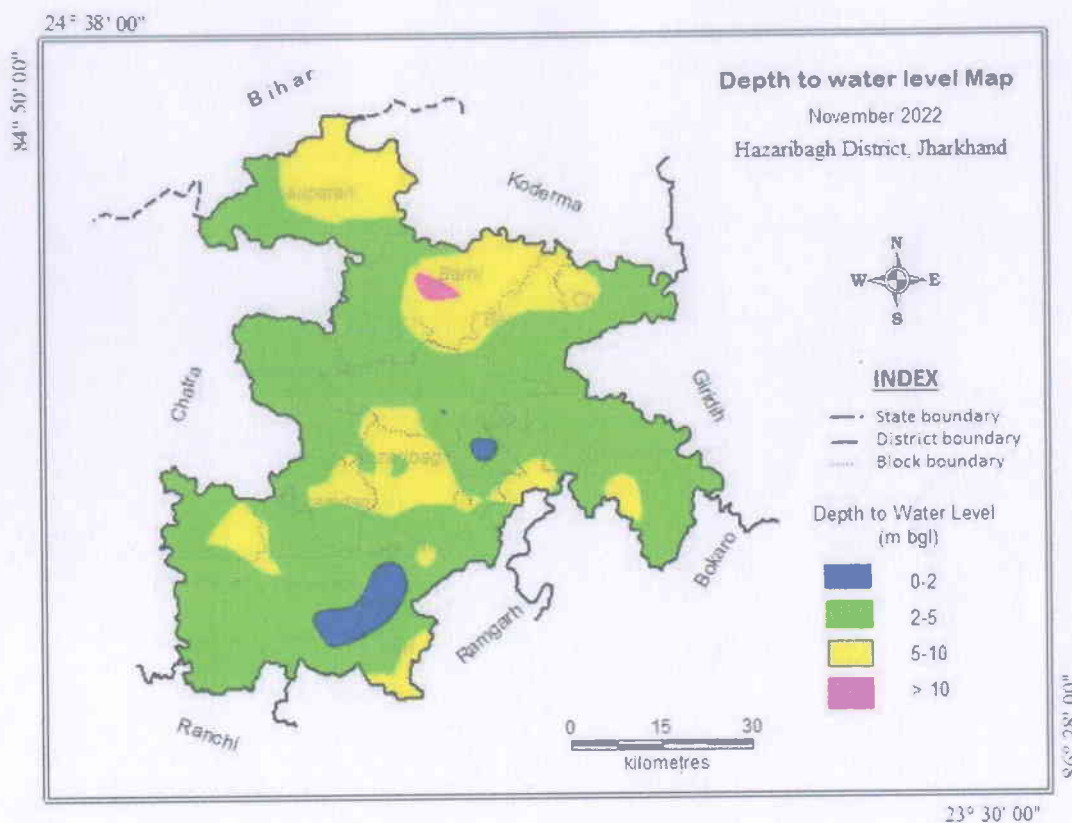 24° 38' 00"
84° 50' 00"
Depth to water level Map
November 2022
Hazaribagh District, Jharkhand
Bihar
Koderma
Barhi
N
W
E
S
Chatra
Giridih
INDEX
State boundary
District boundary
Block boundary
Depth to Water Level
(m bgl)
0-2
2-5
5-10
> 10
Bokaro
Ramgarh
Ranchi
0 15 30
kilometres
23° 30' 00"